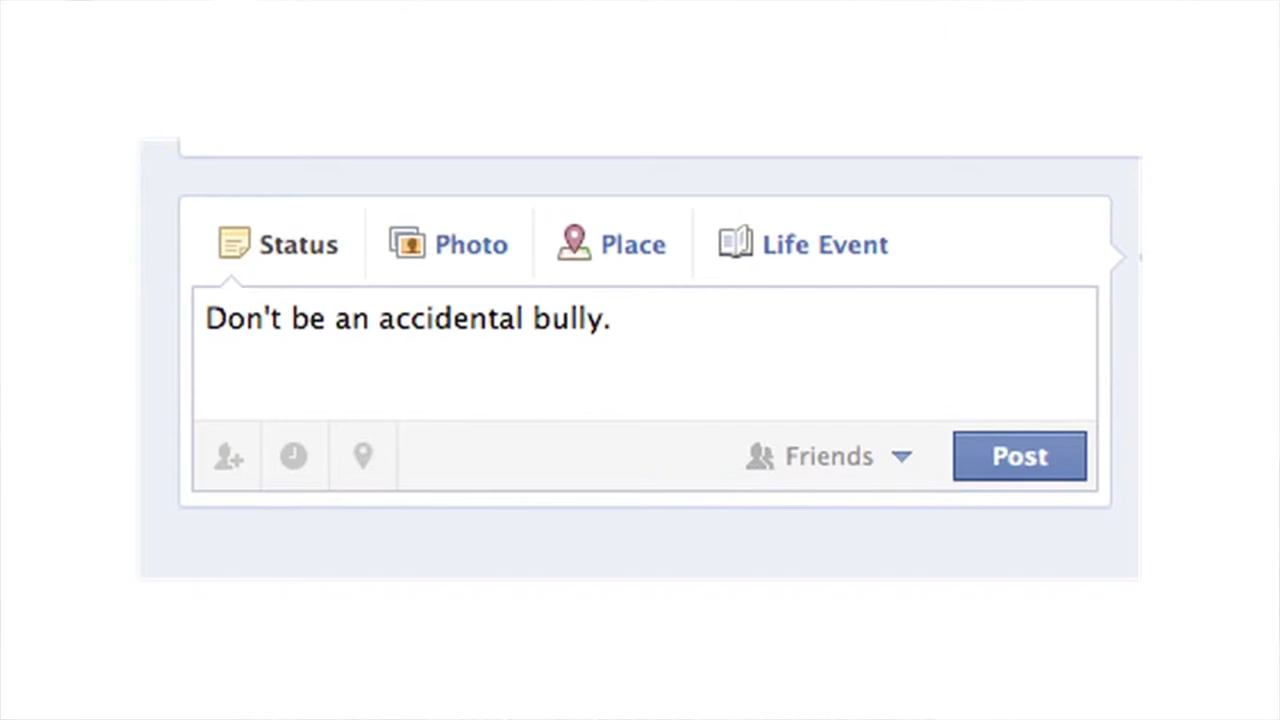 Status Photo Place Life Event
Don't be an accidental bully.
Friends Post